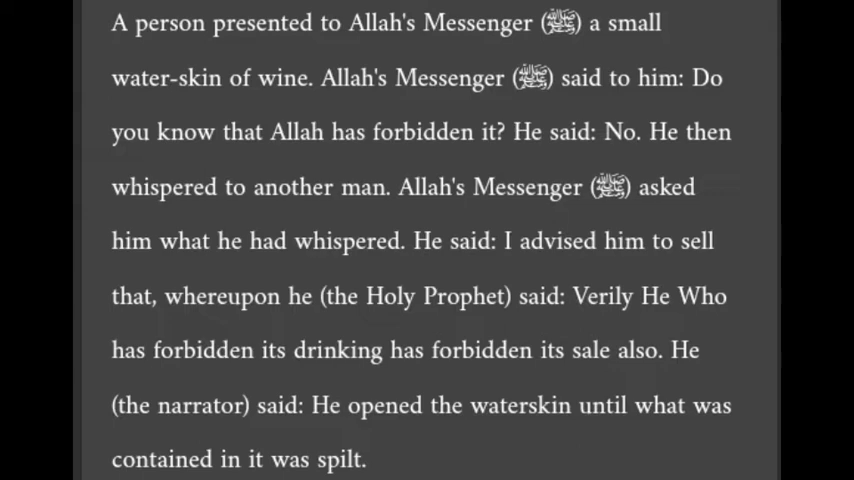 A person presented to Allah's Messenger (ﷺ) a small
water-skin of wine. Allah's Messenger (ﷺ) said to him: Do
you know that Allah has forbidden it? He said: No. He then
whispered to another man. Allah's Messenger (ﷺ) asked
him what he had whispered. He said: I advised him to sell
that, whereupon he (the Holy Prophet) said: Verily He Who
has forbidden its drinking has forbidden its sale also. He
(the narrator) said: He opened the waterskin until what was
contained in it was spilt.